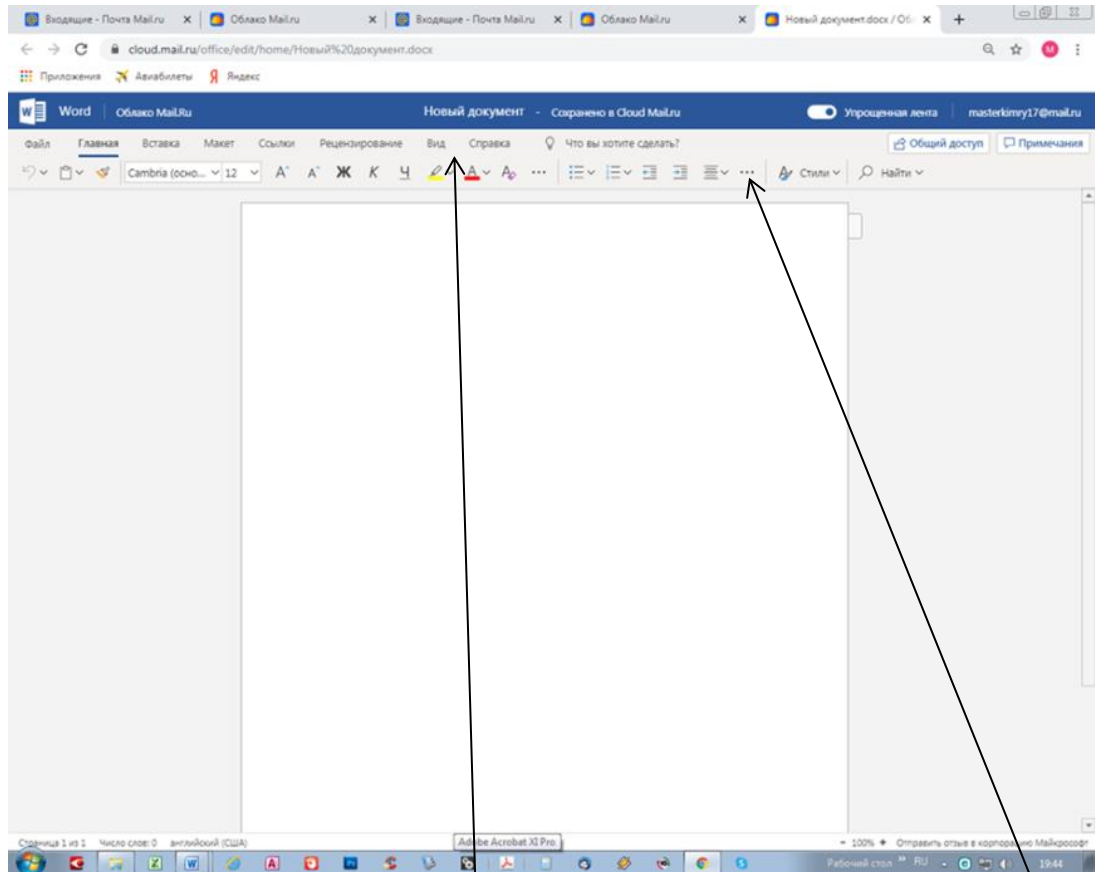 Входящие - Почта Mail.ru Облако Mail.ru Входящие - Почта Mail.ru Облако Mail.ru Новый документ.docx / Об
cloud.mail.ru/office/edit/home/Новый%20документ.docx
Приложения Авиабилеты Яндекс
Word Облако Mail.Ru Новый документ - Сохранено в Cloud Mail.ru Упрощенная лента masterkimry17@mail.ru
Файл Главная Вставка Макет Ссылки Рецензирование Вид Справка Что вы хотите сделать? Общий доступ Примечания
Cambria (осно... 12 A A Ж К Ч A A ... ... Стили Найти
Страница 1 из 1 Число слов: 0 английский (США) Adobe Acrobat XI Pro - 100% + Отправить отзыв в корпорацию Майкрософт
Рабочий стол » RU 19:44